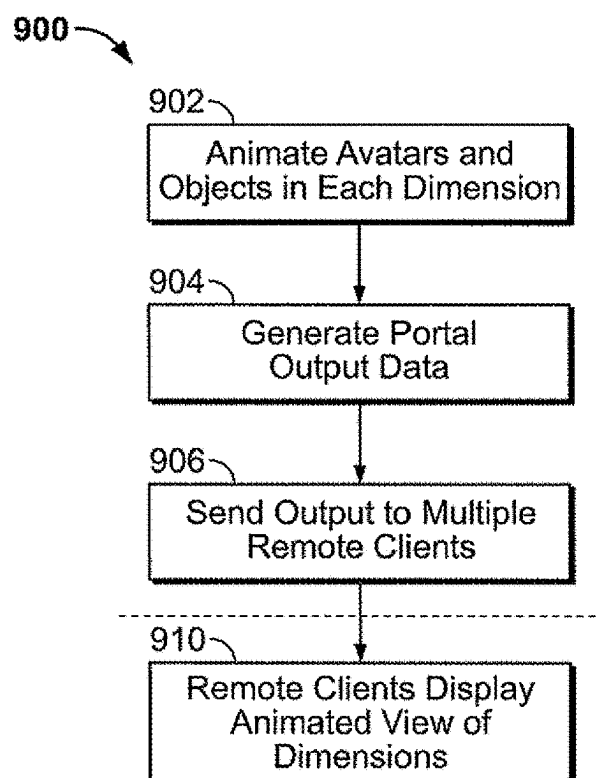 900
902
Animate Avatars and
Objects in Each Dimension
904
Generate Portal
Output Data
906
Send Output to Multiple
Remote Clients
910
Remote Clients Display
Animated View of
Dimensions